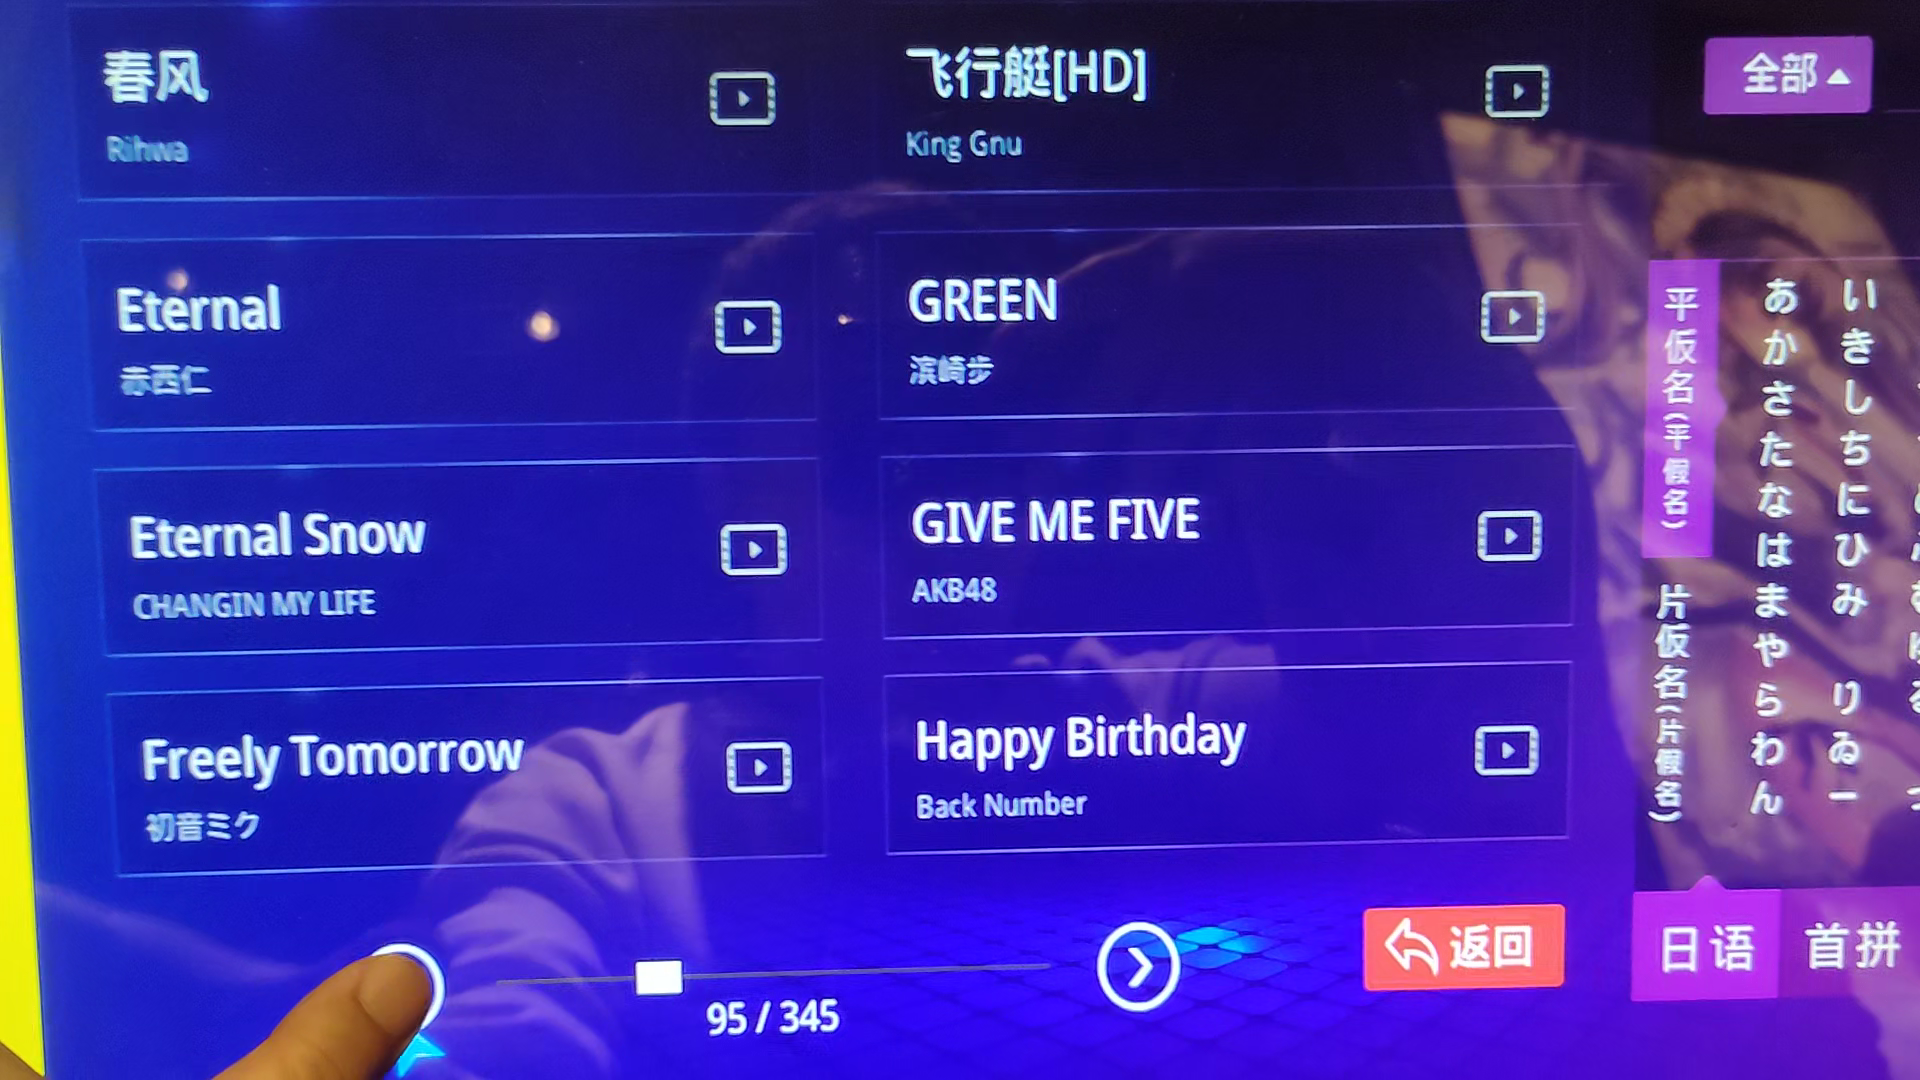 春风
Rihwa
飞行艇[HD]
King Gnu
Eternal
赤西仁
GREEN
滨崎步
Eternal Snow
CHANGIN MY LIFE
GIVE ME FIVE
AKB48
Freely Tomorrow
初音ミク
Happy Birthday
Back Number
95 / 345
返回
全部
平仮名(平假名)
片仮名(片假名)
あ い
か き
さ し
た ち
な に
は ひ
ま み
や
ら り
わ ゐ
ん ー
日语
首拼